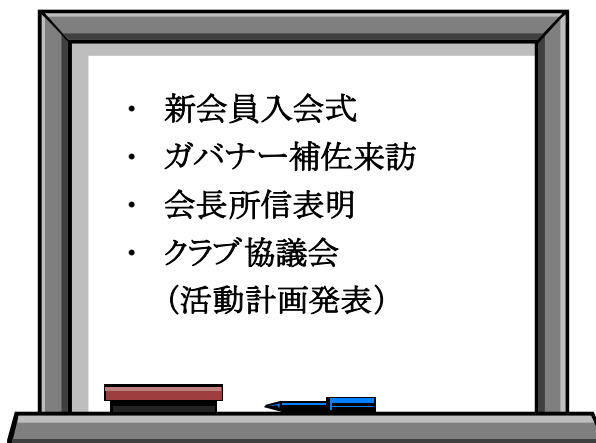 ・ 新会員入会式
・ ガバナー補佐来訪
・ 会長所信表明
・ クラブ協議会
（活動計画発表）